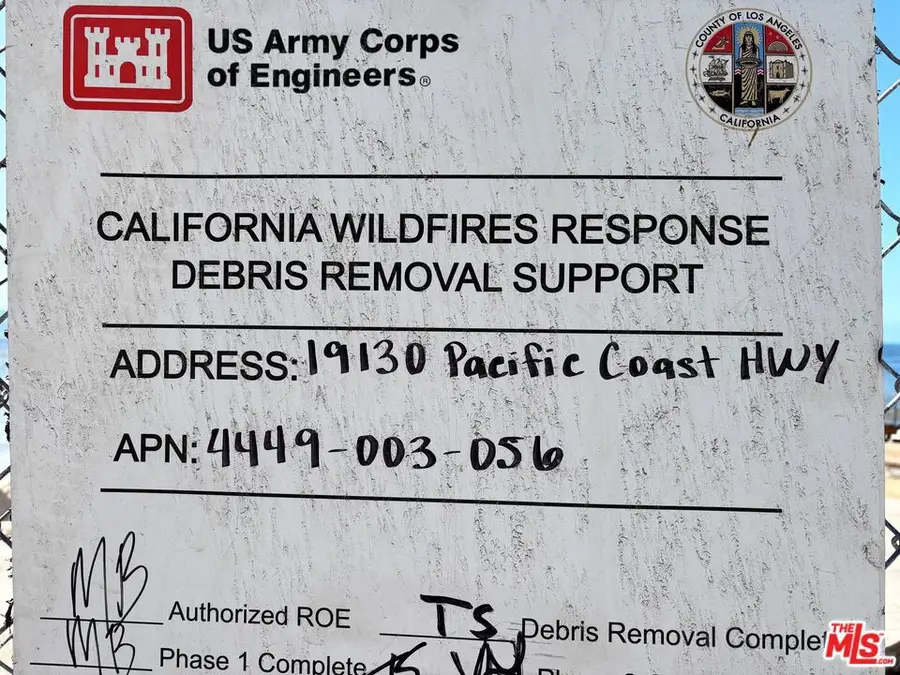 US Army Corps
of Engineers®
COUNTY OF LOS ANGELES
CALIFORNIA
CALIFORNIA WILDFIRES RESPONSE
DEBRIS REMOVAL SUPPORT
ADDRESS: 19130 Pacific Coast HWY
APN: 4449-003-056
MB Authorized ROE TS Debris Removal Complet
MB Phase 1 Complete
THE MLS.COM